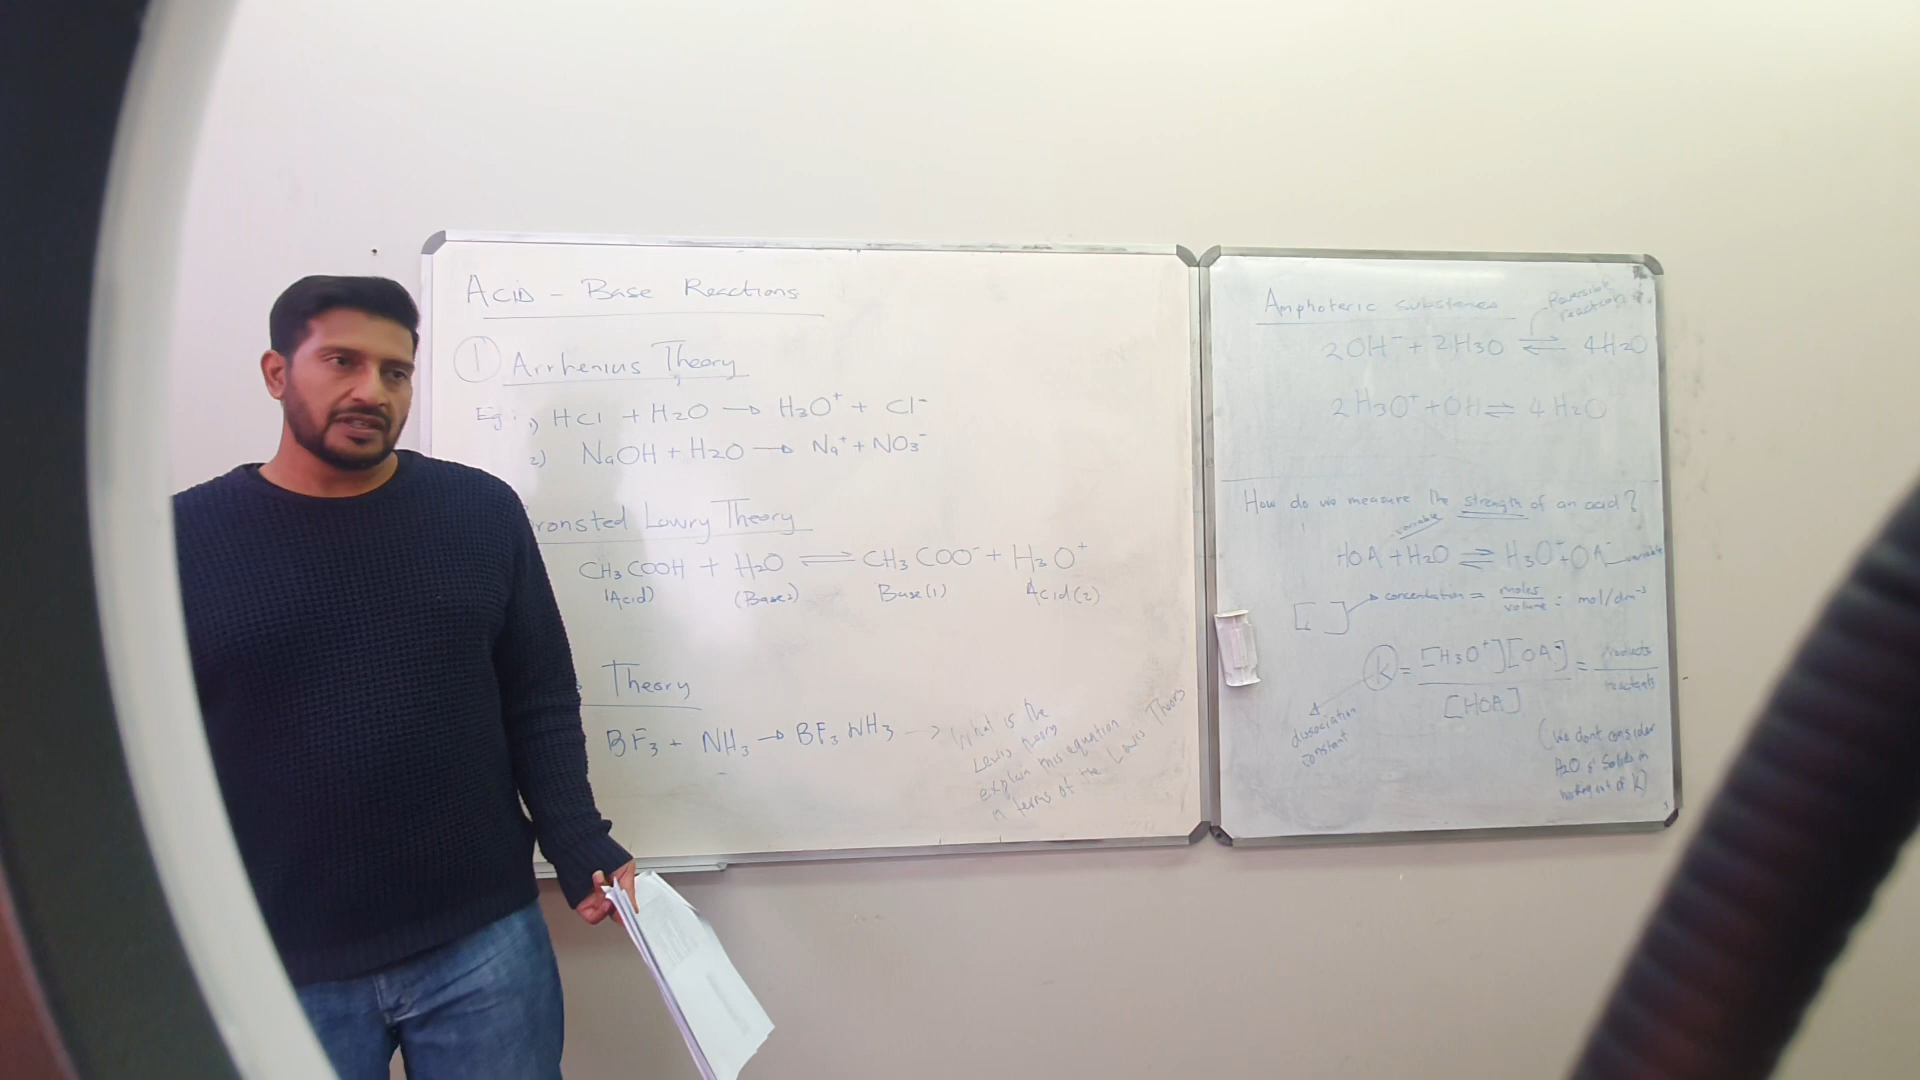 Acid - Base Reactions
1 Arrhenius Theory
Eg: 1) HCl + H2O → H3O⁺ + Cl⁻
2) NaOH + H2O → Na⁺ + NO3⁻
ronsted Lowry Theory
CH3COOH + H2O ⇌ CH3COO⁻ + H3O⁺
(Acid) (Base2) Base(1) Acid(2)
Theory
BF3 + NH3 → BF3NH3 → What is the
Lewis
explain this equation
in terms of the Lewis Theory
Amphoteric substances
Reversible
reaction
2OH⁻ + 2H3O ⇌ 4H2O
2H3O⁺ + OH ⇌ 4H2O
How do we measure the strength of an acid?
variable
HOA + H2O ⇌ H3O⁺ + OA⁻ variable
[ ] → concentration = moles/volume = mol/dm⁻³
K = [H3O⁺][OA⁻]/[HOA] = products/reactants
dissociation
constant
(We dont consider
H2O & Solids in
working out of K)